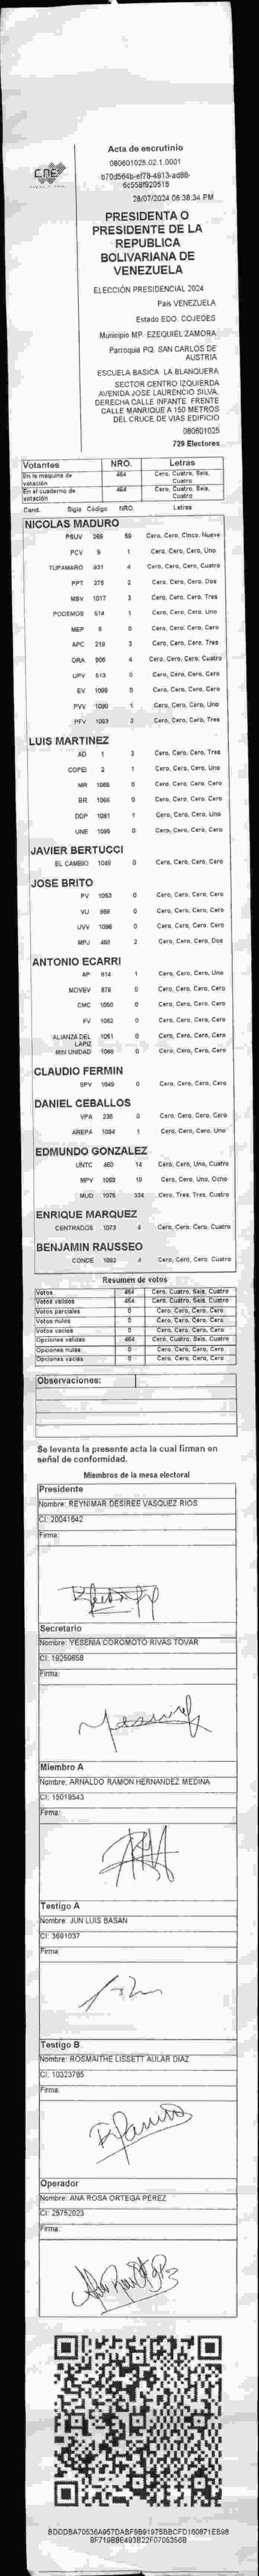 Acta de escrutinio
080601025.02.1.0001
b70d564b-ef78-4913-ad88-
6c558f920516
28/07/2024 06:38:34 PM
CNE
PRESIDENTA O
PRESIDENTE DE LA
REPUBLICA
BOLIVARIANA DE
VENEZUELA
ELECCIÓN PRESIDENCIAL 2024
País VENEZUELA
Estado EDO. COJEDES
Municipio MP. EZEQUIEL ZAMORA
Parroquia PQ. SAN CARLOS DE
AUSTRIA
ESCUELA BASICA LA BLANQUERA
SECTOR CENTRO IZQUIERDA
AVENIDA JOSE LAURENCIO SILVA.
DERECHA CALLE INFANTE. FRENTE
CALLE MANRIQUE A 150 METROS
DEL CRUCE DE VIAS EDIFICIO
080601025
729 Electores
Votantes NRO. Letras
En la máquina de votación 464 Cero, Cuatro, Seis, Cuatro
En el cuaderno de votación 464 Cero, Cuatro, Seis, Cuatro
Cand. Sigla Código NRO. Letras
NICOLAS MADURO
PSUV 269 59 Cero, Cero, Cinco, Nueve
PCV 9 1 Cero, Cero, Cero, Uno
TUPAMARO 931 4 Cero, Cero, Cero, Cuatro
PPT 376 2 Cero, Cero, Cero, Dos
MSV 1017 3 Cero, Cero, Cero, Tres
PODEMOS 514 1 Cero, Cero, Cero, Uno
MEP 6 0 Cero, Cero, Cero, Cero
APC 219 3 Cero, Cero, Cero, Tres
ORA 906 4 Cero, Cero, Cero, Cuatro
UPV 613 0 Cero, Cero, Cero, Cero
EV 1089 0 Cero, Cero, Cero, Cero
PVV 1090 1 Cero, Cero, Cero, Uno
PFV 1093 3 Cero, Cero, Cero, Tres
LUIS MARTINEZ
AD 1 3 Cero, Cero, Cero, Tres
COPEI 2 1 Cero, Cero, Cero, Uno
MR 1065 0 Cero, Cero, Cero, Cero
BR 1066 0 Cero, Cero, Cero, Cero
DDP 1091 1 Cero, Cero, Cero, Uno
UNE 1095 0 Cero, Cero, Cero, Cero
JAVIER BERTUCCI
EL CAMBIO 1049 0 Cero, Cero, Cero, Cero
JOSE BRITO
PV 1053 0 Cero, Cero, Cero, Cero
VU 968 0 Cero, Cero, Cero, Cero
UVV 1096 0 Cero, Cero, Cero, Cero
MPJ 460 2 Cero, Cero, Cero, Dos
ANTONIO ECARRI
AP 914 1 Cero, Cero, Cero, Uno
MOVEV 878 0 Cero, Cero, Cero, Cero
CMC 1050 0 Cero, Cero, Cero, Cero
FV 1062 0 Cero, Cero, Cero, Cero
ALIANZA DEL LAPIZ 1051 0 Cero, Cero, Cero, Cero
MIN UNIDAD 1098 0 Cero, Cero, Cero, Cero
CLAUDIO FERMIN
SPV 1049 0 Cero, Cero, Cero, Cero
DANIEL CEBALLOS
VPA 236 0 Cero, Cero, Cero, Cero
AREPA 1094 1 Cero, Cero, Cero, Uno
EDMUNDO GONZALEZ
UNTC 460 14 Cero, Cero, Uno, Cuatro
MPV 1069 18 Cero, Cero, Uno, Ocho
MUD 1075 334 Cero, Tres, Tres, Cuatro
ENRIQUE MARQUEZ
CENTRADOS 1073 4 Cero, Cero, Cero, Cuatro
BENJAMIN RAUSSEO
CONDE 1092 4 Cero, Cero, Cero, Cuatro
Resumen de votos
Votos 464 Cero, Cuatro, Seis, Cuatro
Votos válidos 464 Cero, Cuatro, Seis, Cuatro
Votos parciales 0 Cero, Cero, Cero, Cero
Votos nulos 0 Cero, Cero, Cero, Cero
Votos vacíos 0 Cero, Cero, Cero, Cero
Opciones válidas 464 Cero, Cuatro, Seis, Cuatro
Opciones nulas 0 Cero, Cero, Cero, Cero
Opciones vacías 0 Cero, Cero, Cero, Cero
Observaciones:
Se levanta la presente acta la cual firman en
señal de conformidad.
Miembros de la mesa electoral
Presidente
Nombre: REYNIMAR DESIREE VASQUEZ RIOS
CI: 20041642
Firma:
Secretario
Nombre: YESENIA COROMOTO RIVAS TOVAR
CI: 19259658
Firma:
Miembro A
Nombre: ARNALDO RAMON HERNANDEZ MEDINA
CI: 15019543
Firma:
Testigo A
Nombre: JUN LUIS BASAN
CI: 3691037
Firma:
Testigo B
Nombre: ROSMAITHE LISSETT AULAR DIAZ
CI: 10323785
Firma:
Operador
Nombre: ANA ROSA ORTEGA PEREZ
CI: 25752023
Firma:
BDDDBA70536A957DABF9B91975BBCFD160871EB98
8F719B8E493B22F0705356B